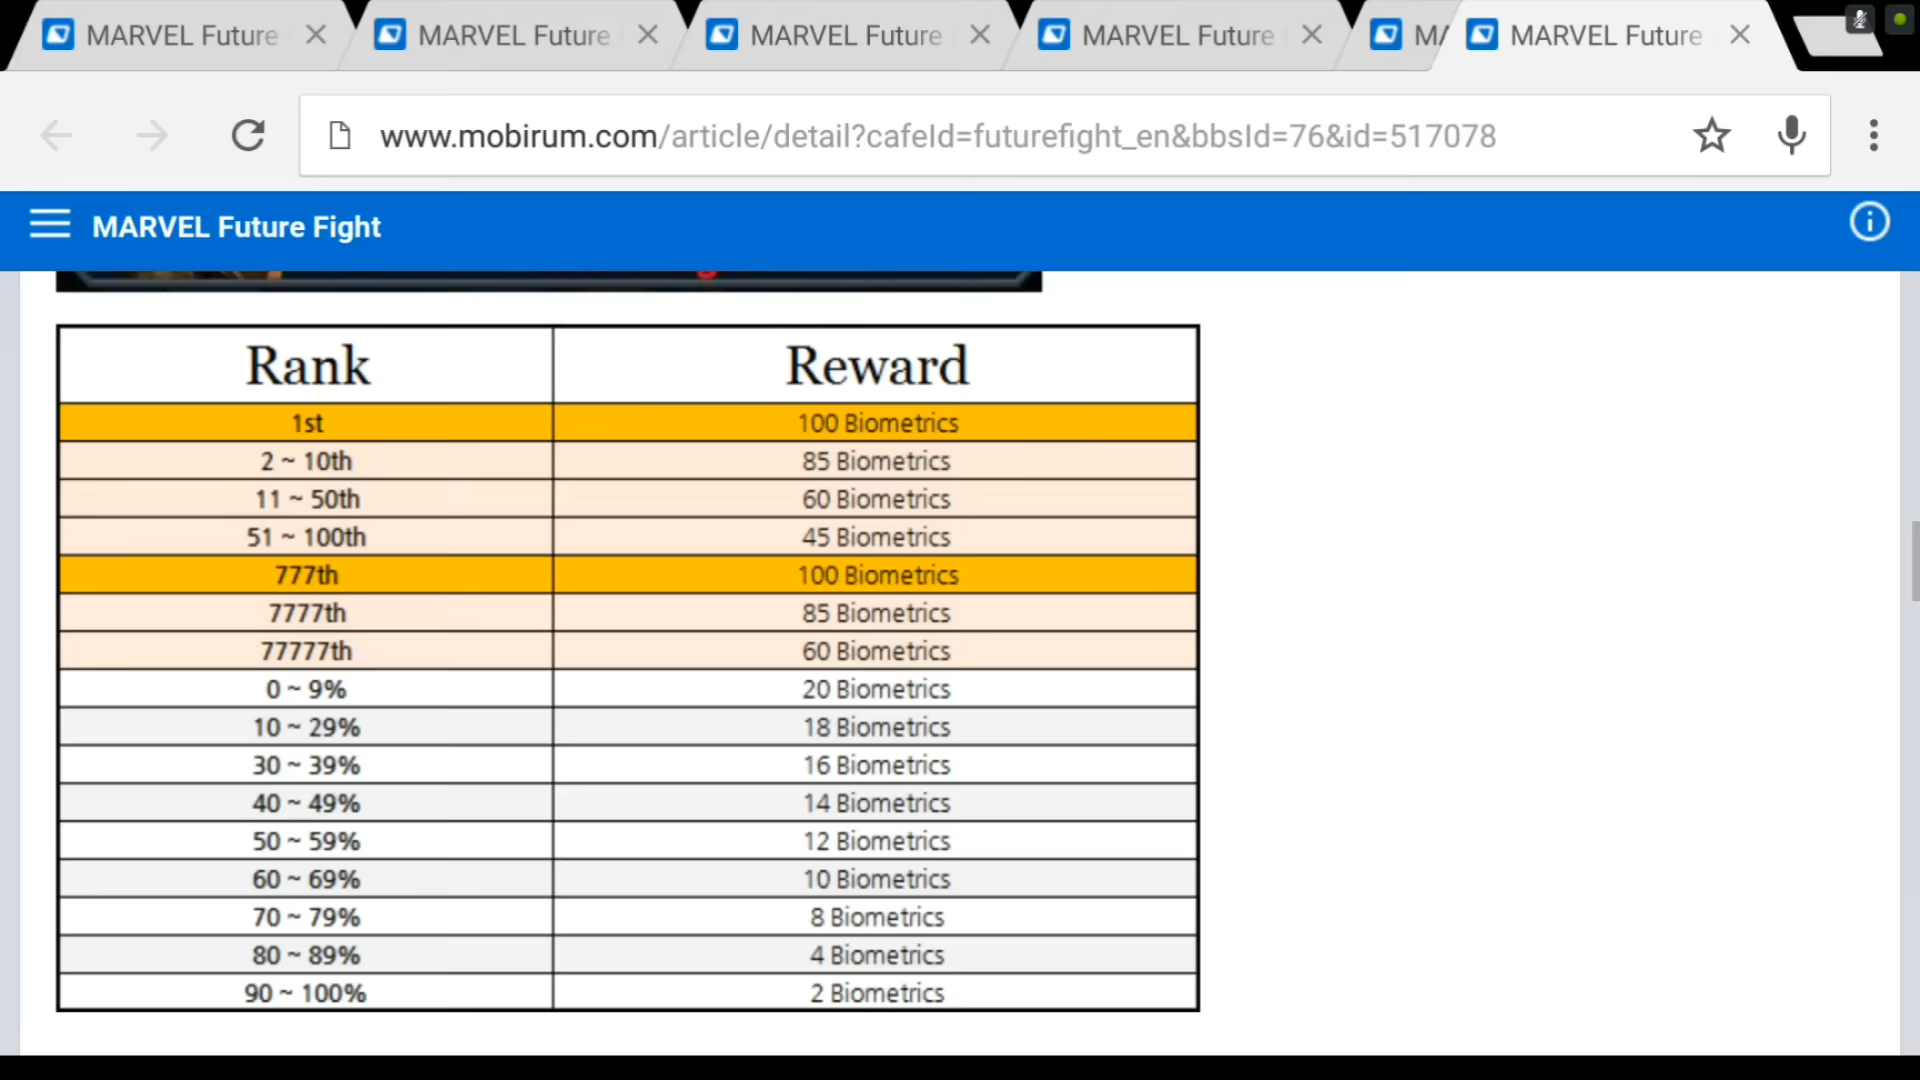 MARVEL Future
MARVEL Future
MARVEL Future
MARVEL Future
MA
MARVEL Future
www.mobirum.com/article/detail?cafeId=futurefight_en&bbsId=76&id=517078
MARVEL Future Fight
Rank Reward
1st 100 Biometrics
2 ~ 10th 85 Biometrics
11 ~ 50th 60 Biometrics
51 ~ 100th 45 Biometrics
777th 100 Biometrics
7777th 85 Biometrics
77777th 60 Biometrics
0 ~ 9% 20 Biometrics
10 ~ 29% 18 Biometrics
30 ~ 39% 16 Biometrics
40 ~ 49% 14 Biometrics
50 ~ 59% 12 Biometrics
60 ~ 69% 10 Biometrics
70 ~ 79% 8 Biometrics
80 ~ 89% 4 Biometrics
90 ~ 100% 2 Biometrics